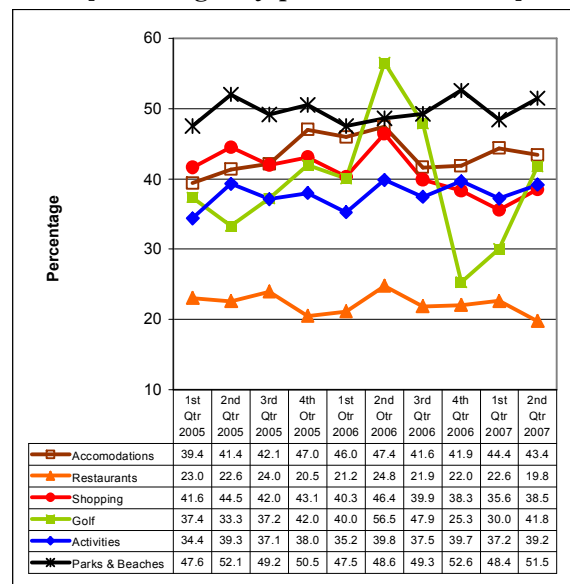 60
50
40
30
20
10
Percentage
1st Qtr 2005 2nd Qtr 2005 3rd Qtr 2005 4th Otr 2005 1st Otr 2006 2nd Otr 2006 3rd Qtr 2006 4th Qtr 2006 1st Qtr 2007 2nd Qtr 2007
Accomodations 39.4 41.4 42.1 47.0 46.0 47.4 41.6 41.9 44.4 43.4
Restaurants 23.0 22.6 24.0 20.5 21.2 24.8 21.9 22.0 22.6 19.8
Shopping 41.6 44.5 42.0 43.1 40.3 46.4 39.9 38.3 35.6 38.5
Golf 37.4 33.3 37.2 42.0 40.0 56.5 47.9 25.3 30.0 41.8
Activities 34.4 39.3 37.1 38.0 35.2 39.8 37.5 39.7 37.2 39.2
Parks & Beaches 47.6 52.1 49.2 50.5 47.5 48.6 49.3 52.6 48.4 51.5